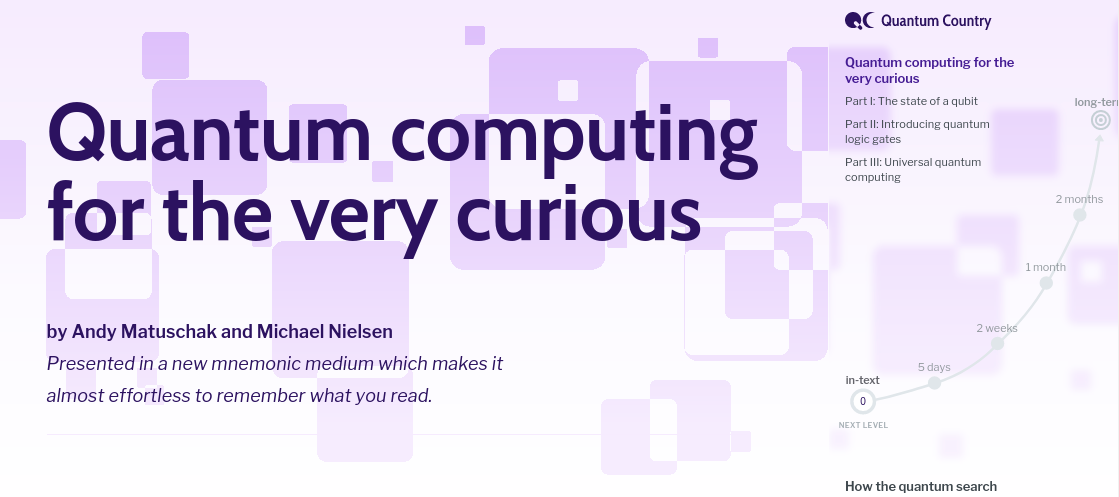 Quantum computing
for the very curious
by Andy Matuschak and Michael Nielsen
Presented in a new mnemonic medium which makes it
almost effortless to remember what you read.
Quantum Country
Quantum computing for the
very curious
Part I: The state of a qubit
Part II: Introducing quantum
logic gates
Part III: Universal quantum
computing
long-ter
2 months
1 month
2 weeks
5 days
in-text
0
NEXT LEVEL
How the quantum search